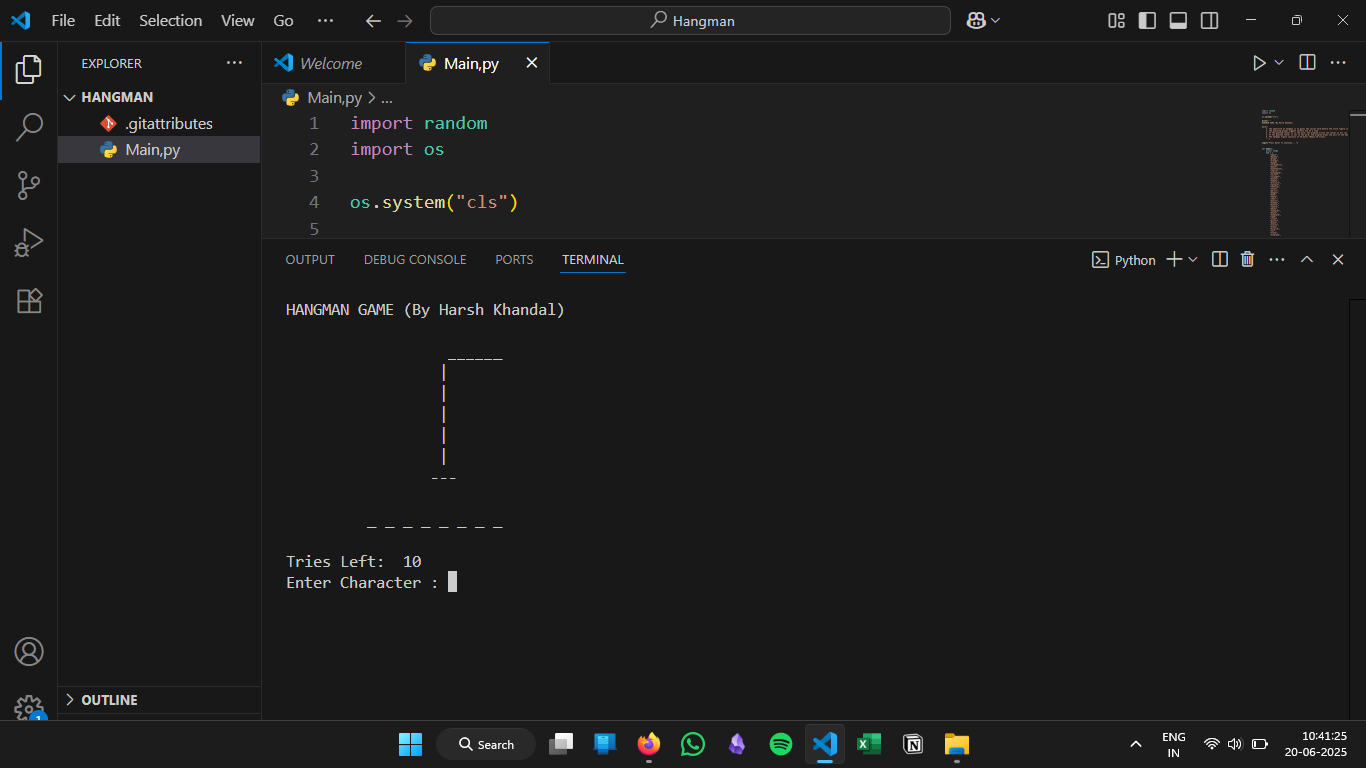 File Edit Selection View Go ··· Hangman
EXPLORER ···
HANGMAN
.gitattributes
Main,py
OUTLINE
Welcome Main,py
Main,py > ...
1 import random
2 import os
3
4 os.system("cls")
5
OUTPUT DEBUG CONSOLE PORTS TERMINAL Python
HANGMAN GAME (By Harsh Khandal)
______
|
|
|
|
|
---
_ _ _ _ _ _ _ _
Tries Left:  10
Enter Character :
1
Search
ENG
IN
10:41:25
20-06-2025